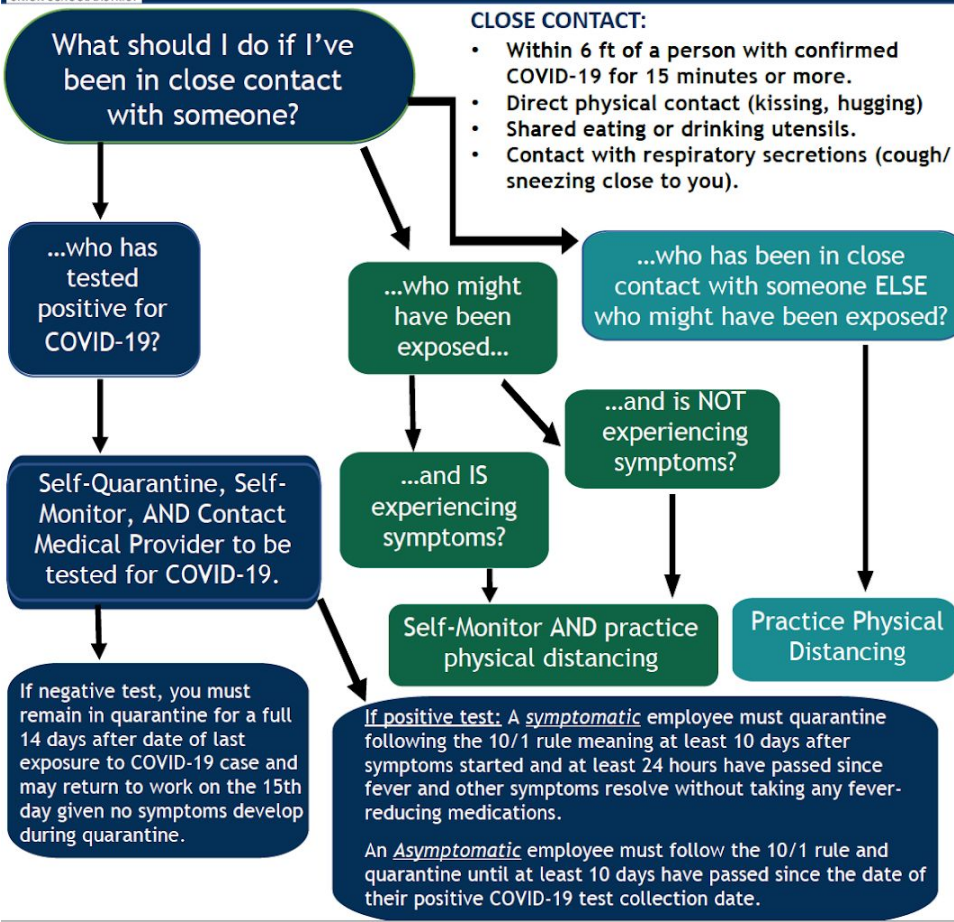 What should I do if I've
been in close contact
with someone?
CLOSE CONTACT:
• Within 6 ft of a person with confirmed
COVID-19 for 15 minutes or more.
• Direct physical contact (kissing, hugging)
• Shared eating or drinking utensils.
• Contact with respiratory secretions (cough/
sneezing close to you).
...who has
tested
positive for
COVID-19?
...who might
have been
exposed...
...who has been in close
contact with someone ELSE
who might have been exposed?
...and is NOT
experiencing
symptoms?
...and IS
experiencing
symptoms?
Self-Quarantine, Self-
Monitor, AND Contact
Medical Provider to be
tested for COVID-19.
Self-Monitor AND practice
physical distancing
Practice Physical
Distancing
If negative test, you must
remain in quarantine for a full
14 days after date of last
exposure to COVID-19 case and
may return to work on the 15th
day given no symptoms develop
during quarantine.
If positive test: A symptomatic employee must quarantine
following the 10/1 rule meaning at least 10 days after
symptoms started and at least 24 hours have passed since
fever and other symptoms resolve without taking any fever-
reducing medications.
An Asymptomatic employee must follow the 10/1 rule and
quarantine until at least 10 days have passed since the date of
their positive COVID-19 test collection date.